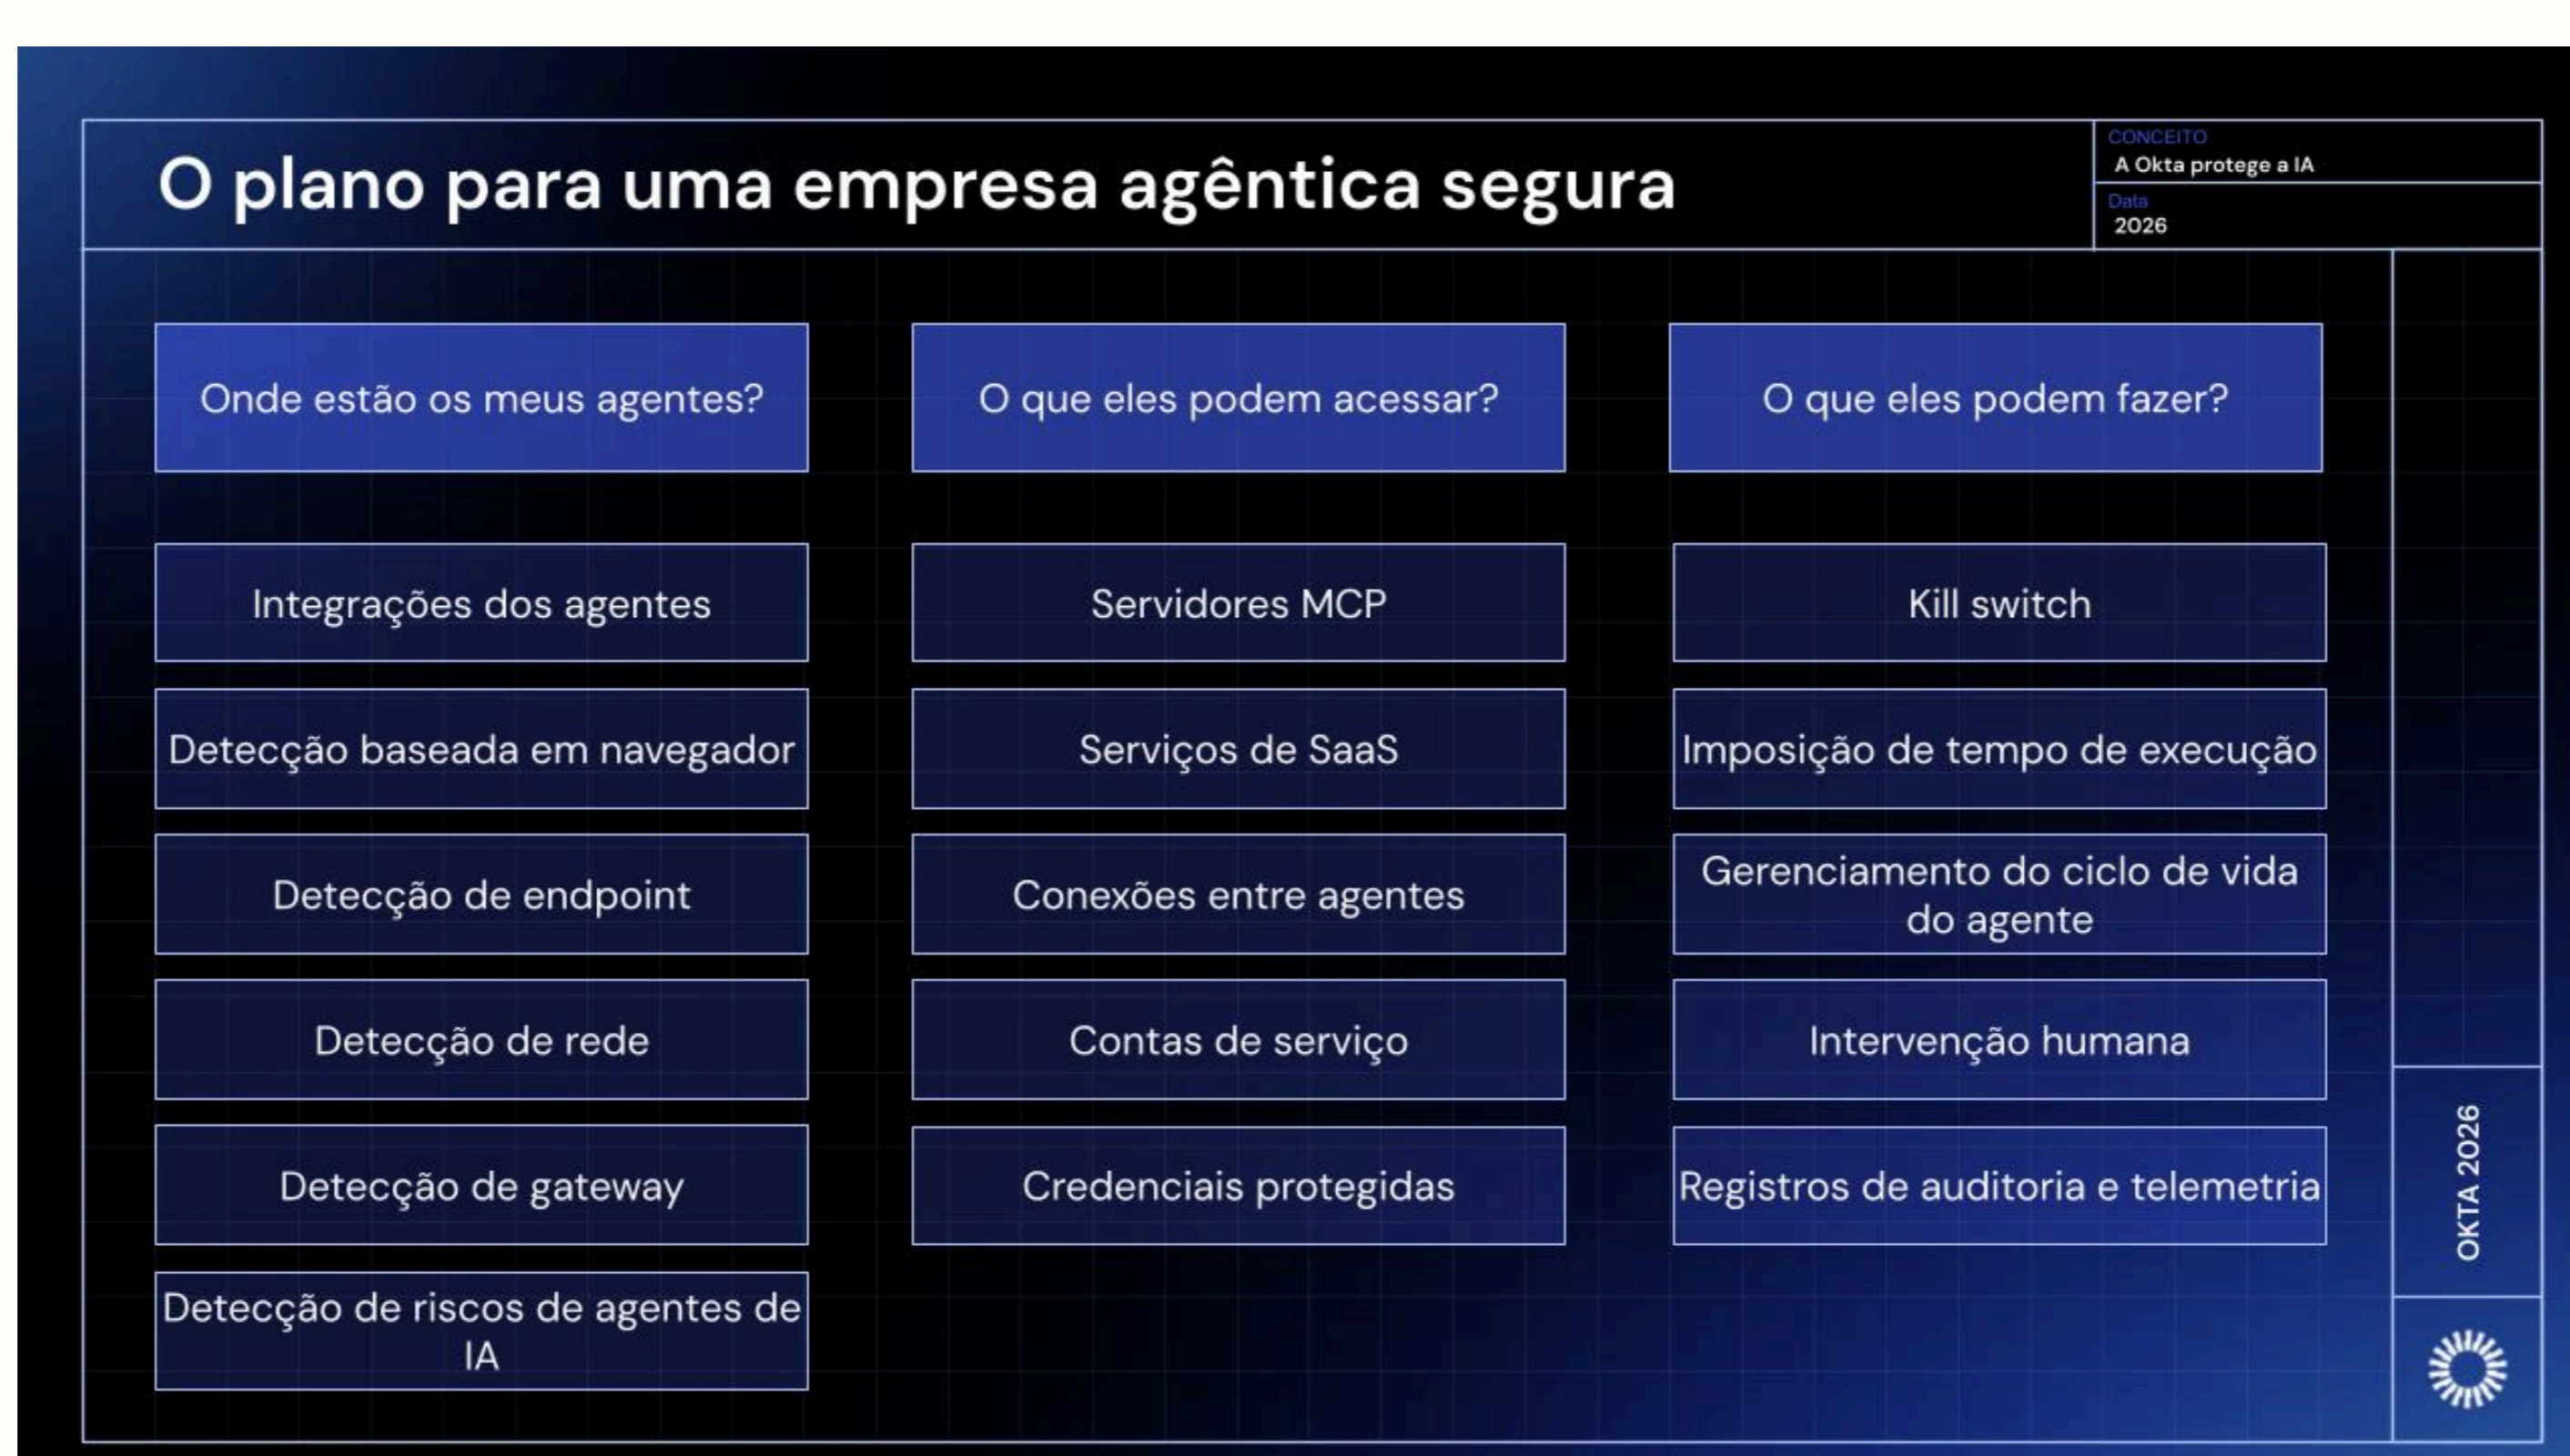 O plano para uma empresa agêntica segura
CONCEITO
A Okta protege a IA
Data
2026
Onde estão os meus agentes?
Integrações dos agentes
Detecção baseada em navegador
Detecção de endpoint
Detecção de rede
Detecção de gateway
Detecção de riscos de agentes de
IA
O que eles podem acessar?
Servidores MCP
Serviços de SaaS
Conexões entre agentes
Contas de serviço
Credenciais protegidas
O que eles podem fazer?
Kill switch
Imposição de tempo de execução
Gerenciamento do ciclo de vida
do agente
Intervenção humana
Registros de auditoria e telemetria
OKTA 2026